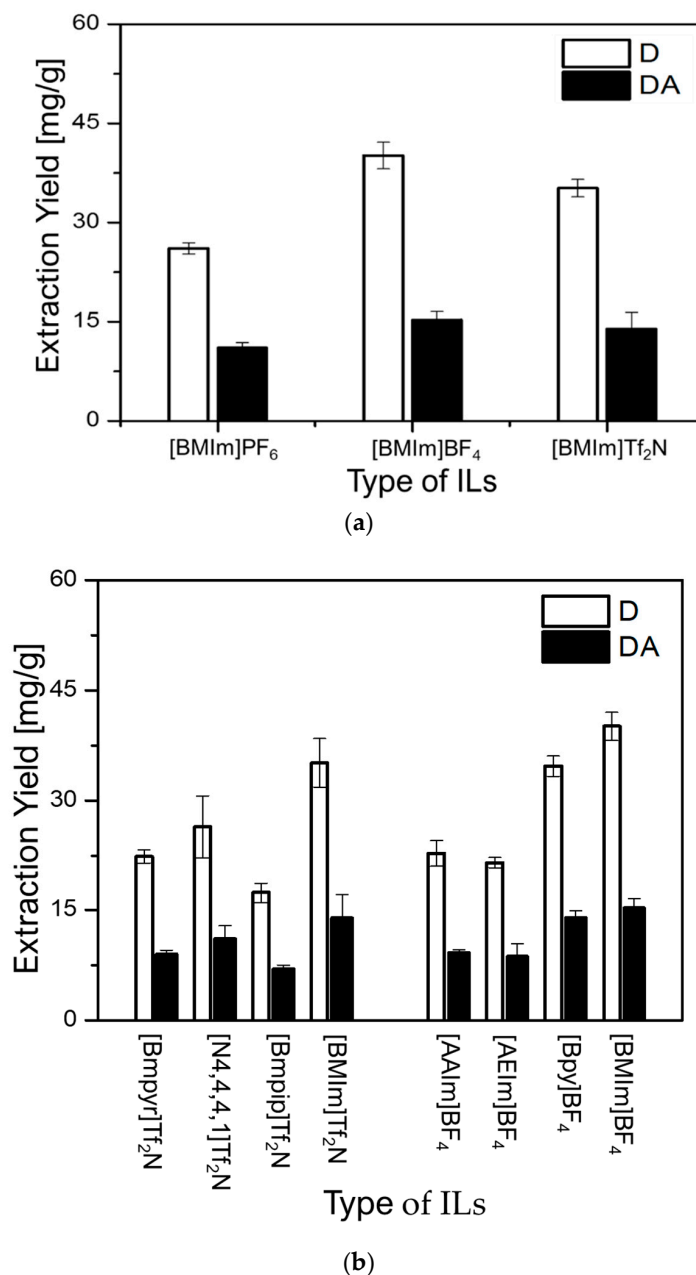 60
45
30
15
0
Extraction Yield [mg/g]
D
DA
[BMIm]PF₆
[BMIm]BF₄
[BMIm]Tf₂N
Type of ILs
(a)
60
45
30
15
0
Extraction Yield [mg/g]
D
DA
[Bmpyr]Tf₂N
[N4,4,4,1]Tf₂N
[Bmpip]Tf₂N
[BMIm]Tf₂N
[AAIm]BF₄
[AEIm]BF₄
[Bpy]BF₄
[BMIm]BF₄
Type of ILs
(b)